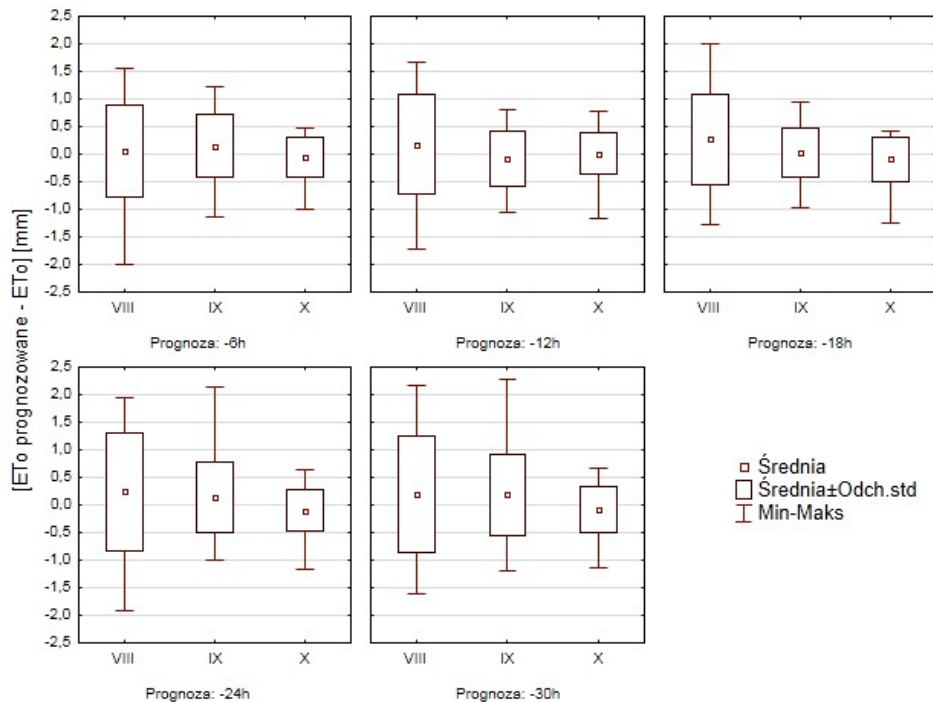 [ETo prognozowane - ETo] [mm]
2,5
2,0
1,5
1,0
0,5
0,0
-0,5
-1,0
-1,5
-2,0
-2,5
VIII IX X
VIII IX X
VIII IX X
Prognoza: -6h
Prognoza: -12h
Prognoza: -18h
2,5
2,0
1,5
1,0
0,5
0,0
-0,5
-1,0
-1,5
-2,0
-2,5
VIII IX X
VIII IX X
Prognoza: -24h
Prognoza: -30h
Średnia
Średnia±Odch.std
Min-Maks